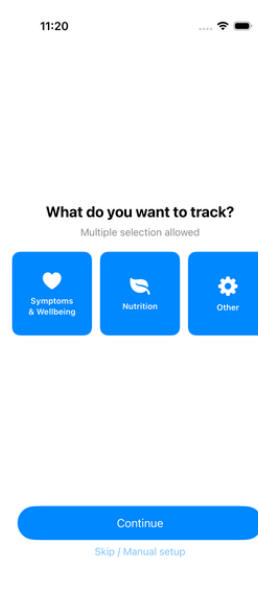 11:20
What do you want to track?
Multiple selection allowed
Symptoms
& Wellbeing
Nutrition
Other
Continue
Skip / Manual setup